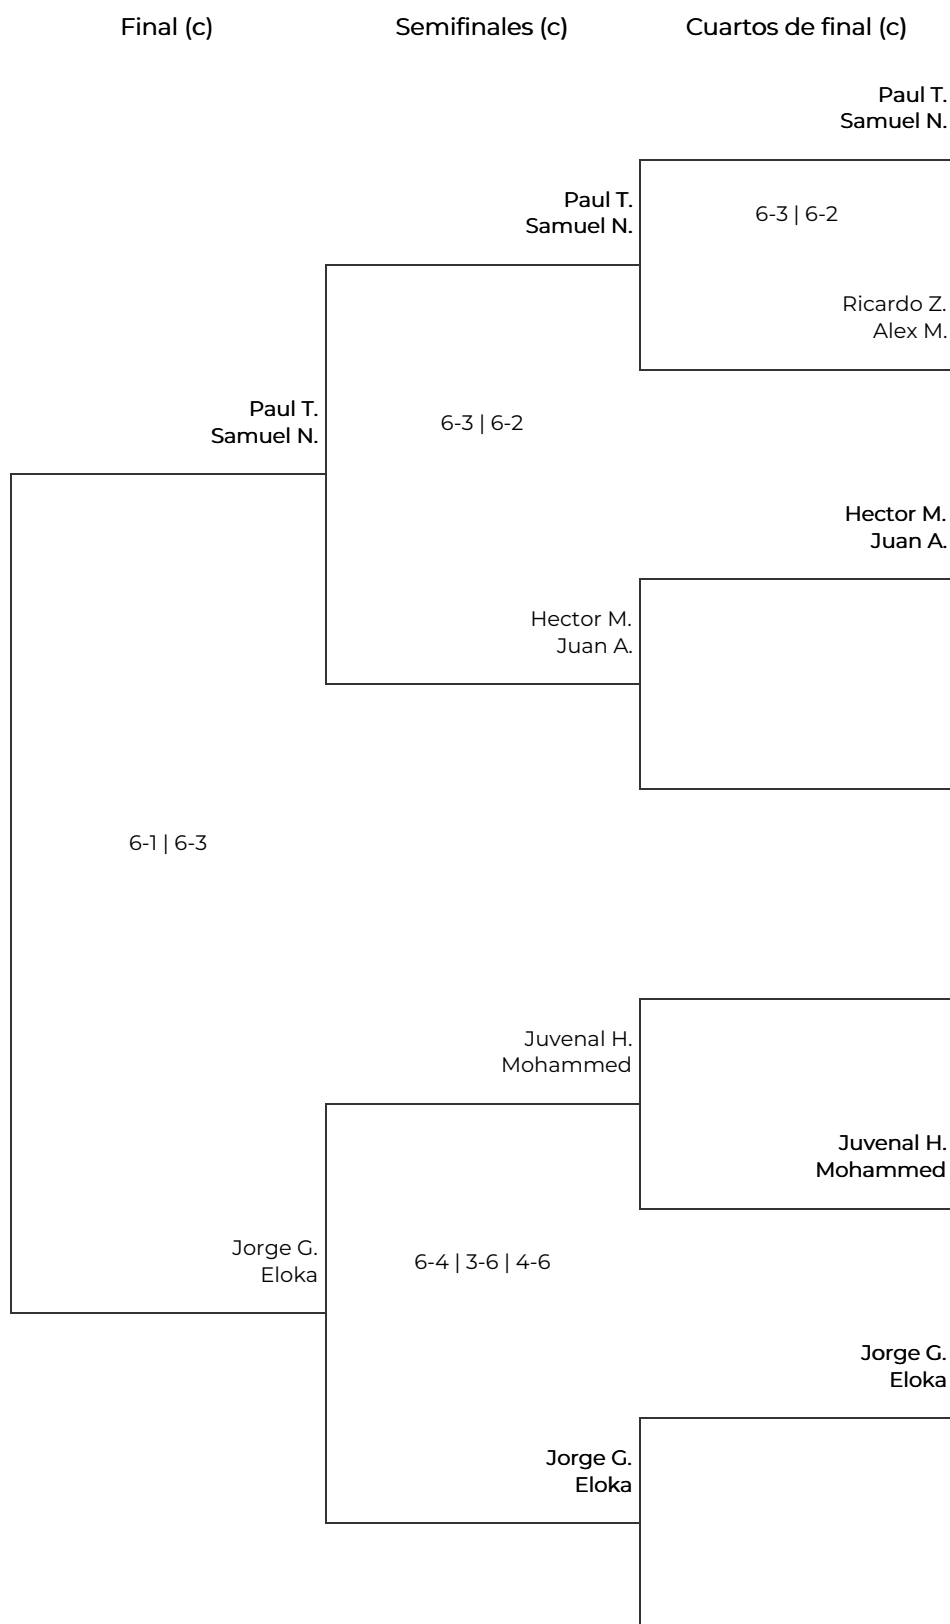 Final (c)
Semifinales (c)
Cuartos de final (c)
Paul T.
Samuel N.
Paul T.
Samuel N.
6-3 | 6-2
Ricardo Z.
Alex M.
Paul T.
Samuel N.
6-3 | 6-2
Hector M.
Juan A.
Hector M.
Juan A.
6-1 | 6-3
Juvenal H.
Mohammed
Juvenal H.
Mohammed
Jorge G.
Eloka
6-4 | 3-6 | 4-6
Jorge G.
Eloka
Jorge G.
Eloka